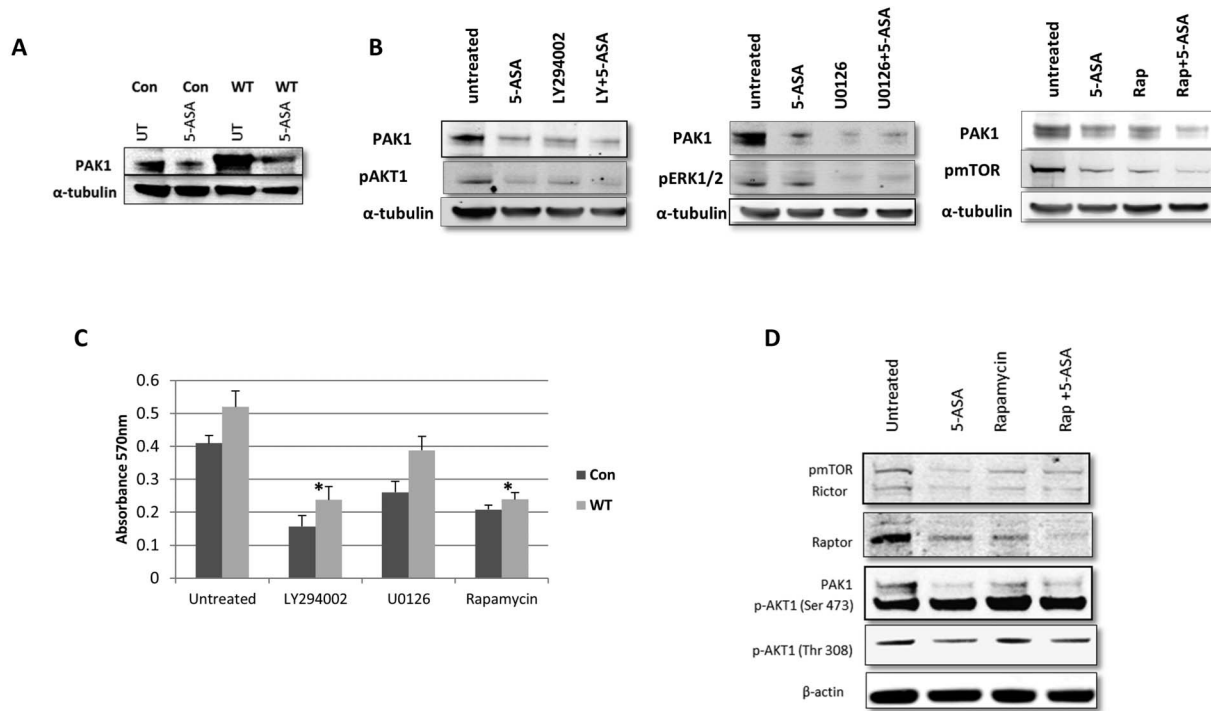 A
Con Con WT WT
UT 5-ASA UT 5-ASA
PAK1
α-tubulin
B
untreated 5-ASA LY294002 LY+5-ASA
PAK1
pAKT1
α-tubulin
untreated 5-ASA U0126 U0126+5-ASA
PAK1
pERK1/2
α-tubulin
untreated 5-ASA Rap Rap+5-ASA
PAK1
pmTOR
α-tubulin
C
Absorbance 570nm
0.6
0.5
0.4
0.3
0.2
0.1
0
* *
Untreated LY294002 U0126 Rapamycin
Con
WT
D
Untreated 5-ASA Rapamycin Rap +5-ASA
pmTOR
Rictor
Raptor
PAK1
p-AKT1 (Ser 473)
p-AKT1 (Thr 308)
β-actin